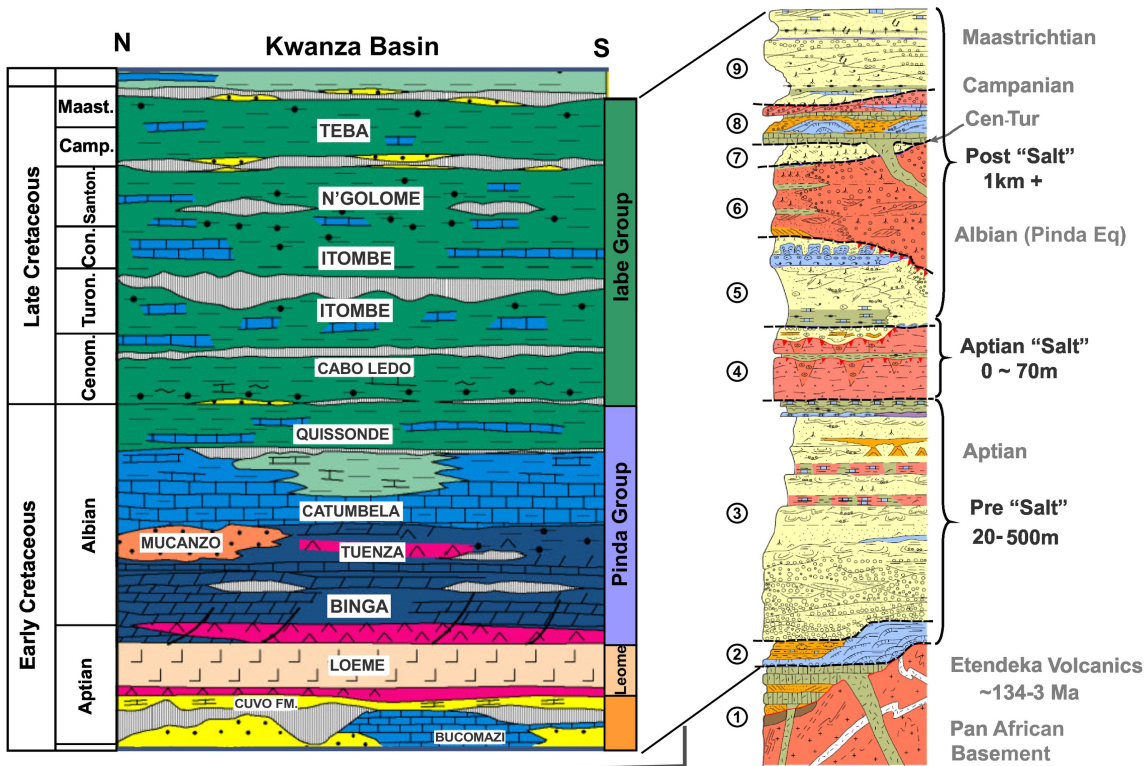 N
Kwanza Basin
S
Late Cretaceous
Early Cretaceous
Maast.
Camp.
Santon.
Con.
Turon.
Cenom.
Albian
Aptian
TEBA
N'GOLOME
ITOMBE
ITOMBE
CABO LEDO
QUISSONDE
CATUMBELA
MUCANZO
TUENZA
BINGA
LOEME
CUVO FM.
BUCOMAZI
labe Group
Pinda Group
Leome
9
8
7
6
5
4
3
2
1
Maastrichtian
Campanian
Cen-Tur
Post “Salt”
1km +
Albian (Pinda Eq)
Aptian “Salt”
0 ~ 70m
Aptian
Pre “Salt”
20-500m
Etendeka Volcanics
~134-3 Ma
Pan African
Basement